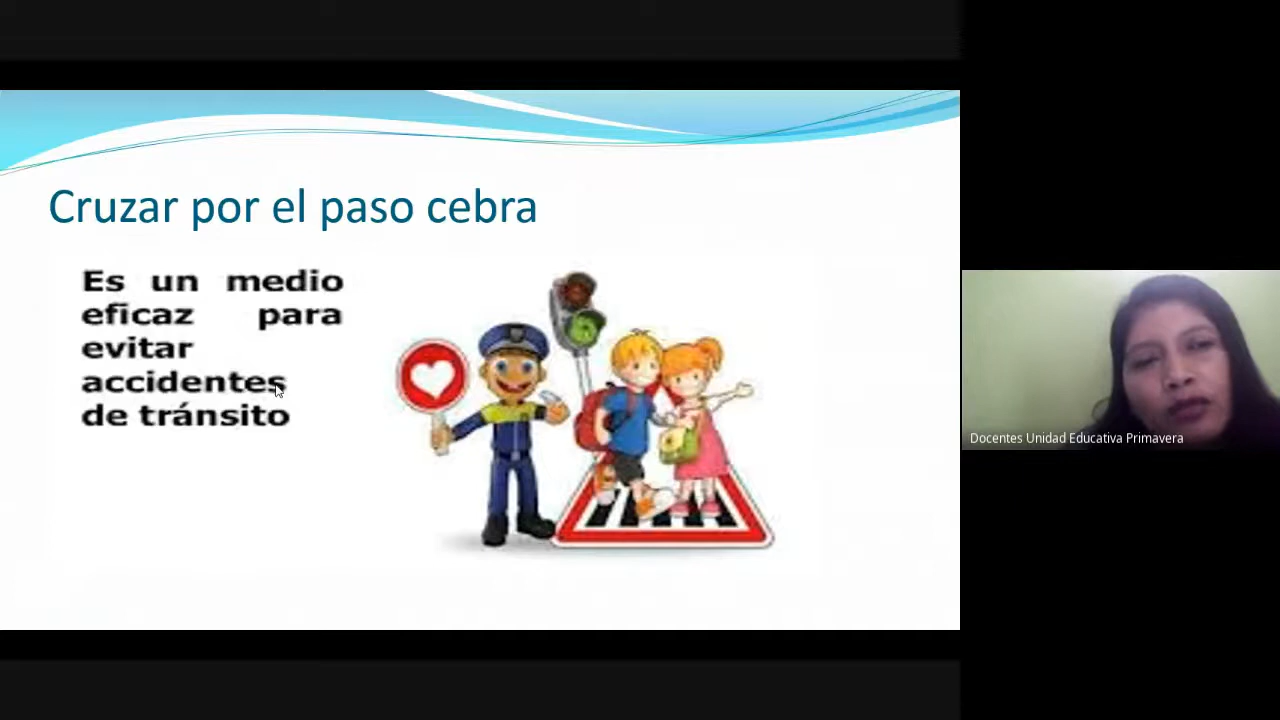 Cruzar por el paso cebra
Es un medio
eficaz para
evitar
accidentes
de tránsito
Docentes Unidad Educativa Primavera